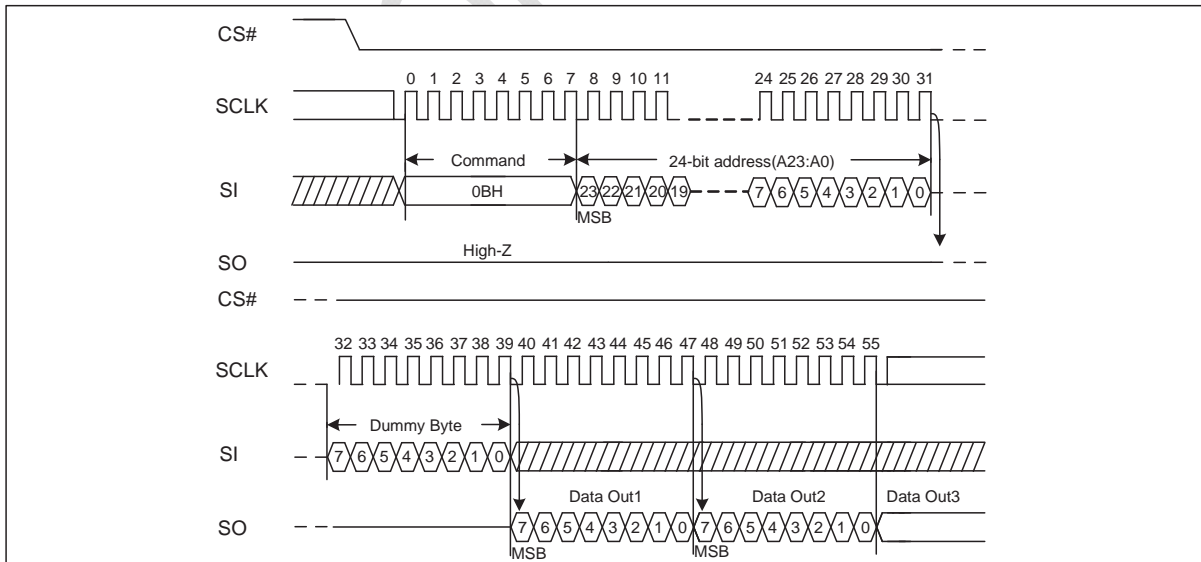 CS#
0 1 2 3 4 5 6 7 8 9 10 11 24 25 26 27 28 29 30 31
SCLK
Command 24-bit address(A23:A0)
SI 0BH 23 22 21 20 19 7 6 5 4 3 2 1 0
MSB
High-Z
SO
CS#
32 33 34 35 36 37 38 39 40 41 42 43 44 45 46 47 48 49 50 51 52 53 54 55
SCLK
Dummy Byte
SI 7 6 5 4 3 2 1 0
Data Out1 Data Out2 Data Out3
SO 7 6 5 4 3 2 1 0 7 6 5 4 3 2 1 0
MSB MSB